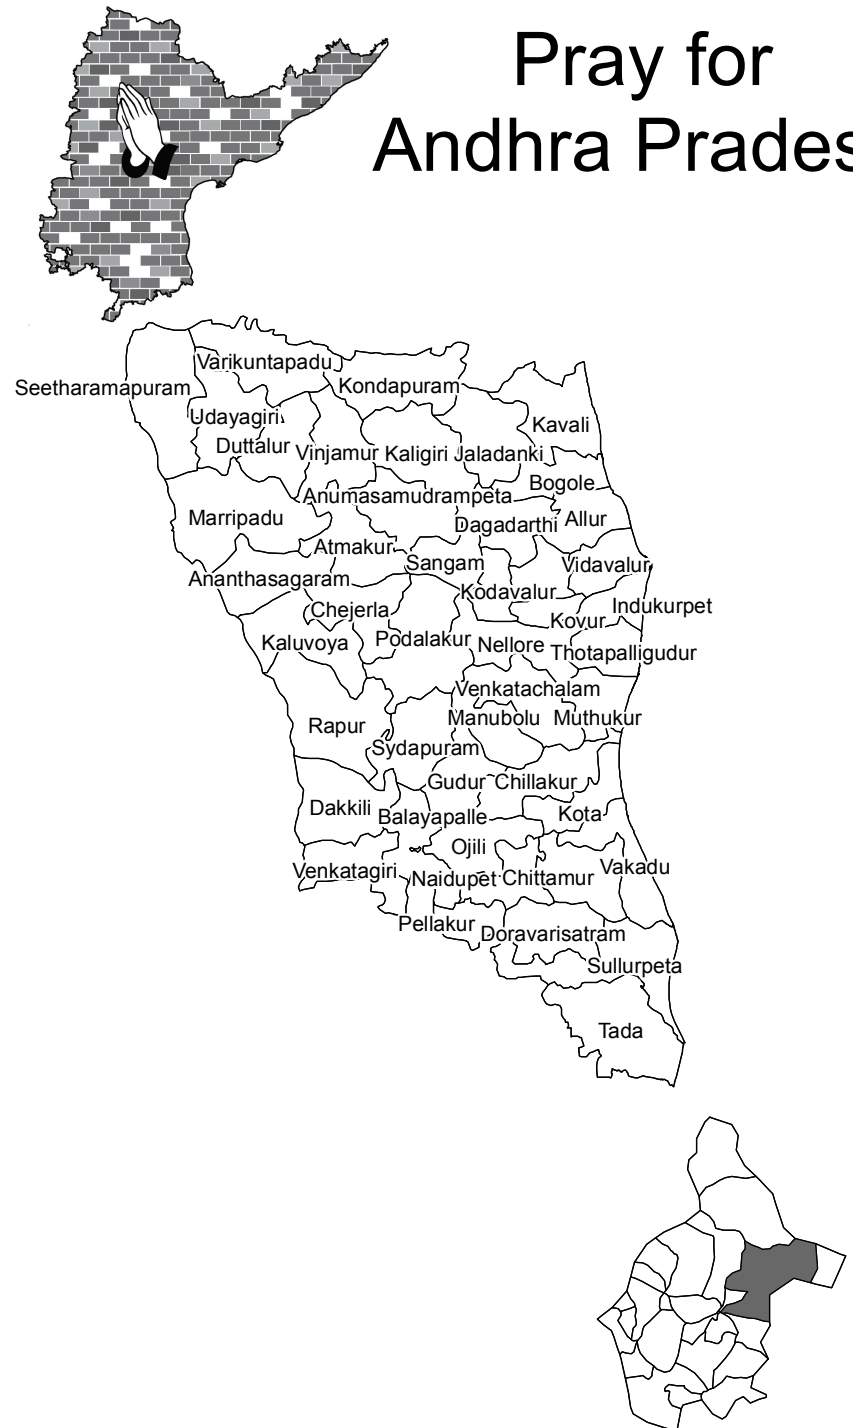 Pray for
Andhra Prades
Varikuntapadu
Seetharamapuram
Kondapuram
Udayagiri
Kavali
Duttalur
Vinjamur Kaligiri Jaladanki
Bogole
Anumasamudrampeta
Marripadu
Dagadarthi Allur
Atmakur
Sangam
Vidavalur
Ananthasagaram
Kodavalur
Chejerla
Indukurpet
Kovur
Kaluvoya
Podalakur
Nellore
Thotapalligudur
Venkatachalam
Rapur
Manubolu
Muthukur
Sydapuram
Gudur Chillakur
Dakkili
Balayapalle
Kota
Ojili
Venkatagiri
Naidupet Chittamur
Vakadu
Pellakur
Doravarisatram
Sullurpeta
Tada